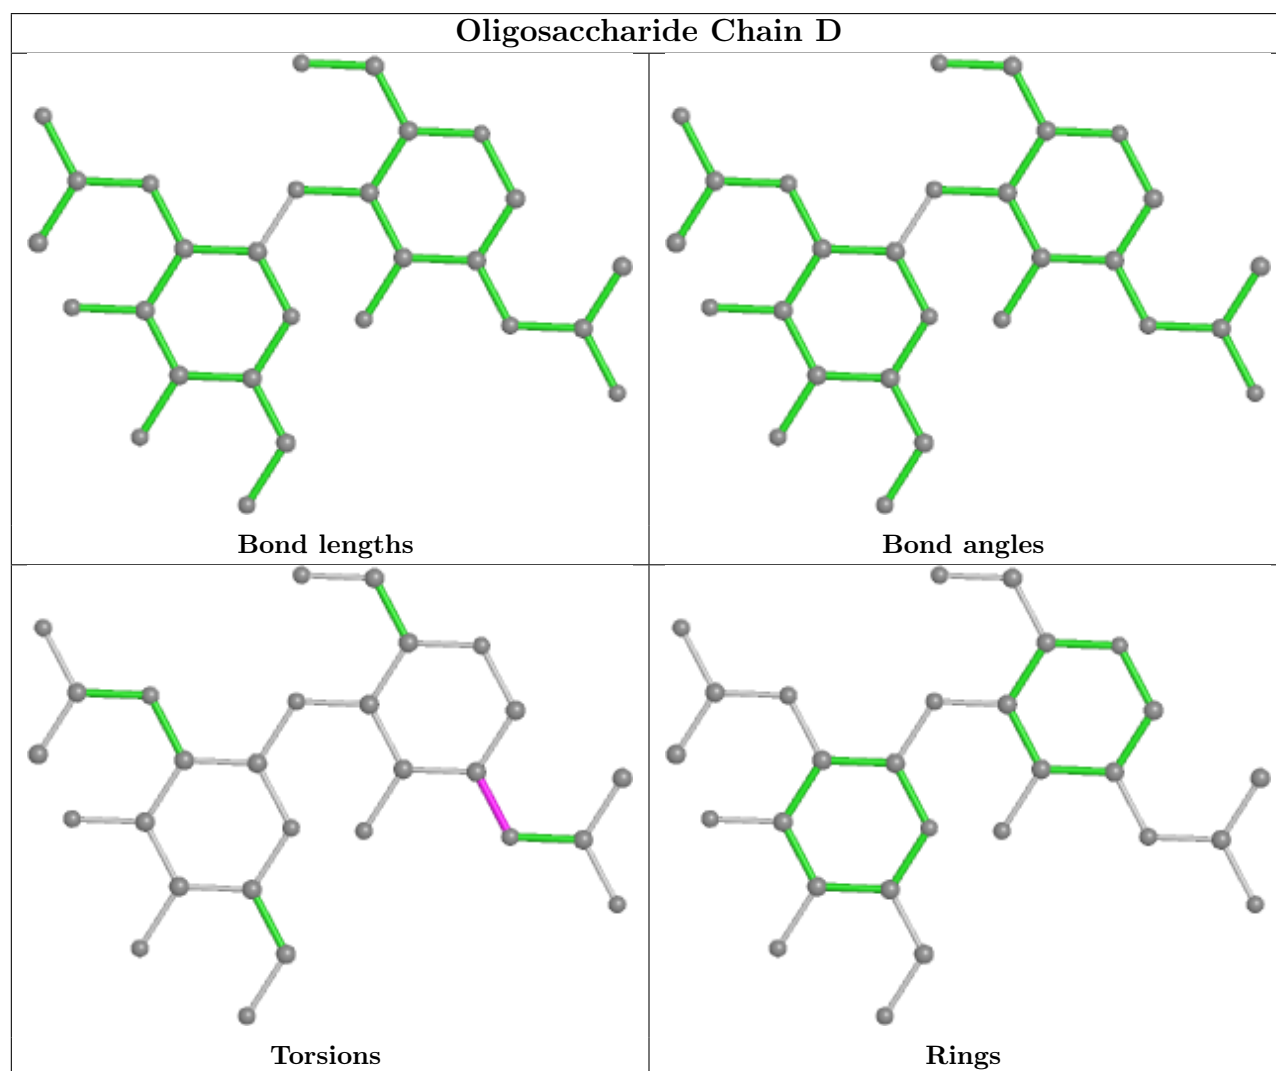 Oligosaccharide Chain D
Bond lengths
Bond angles
Torsions
Rings